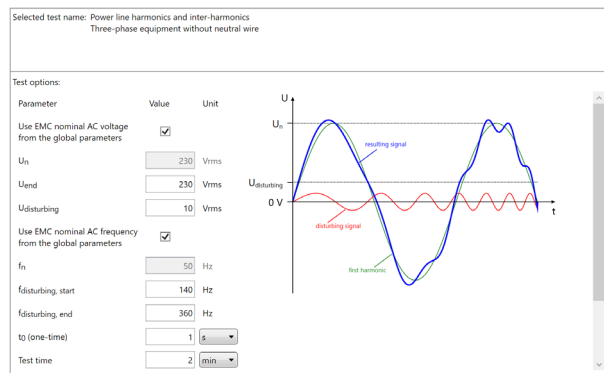 Selected test name: Power line harmonics and inter-harmonics
Three-phase equipment without neutral wire
Test options:
Parameter Value Unit
Use EMC nominal AC voltage
from the global parameters
Un 230 Vrms
Uend 230 Vrms
Udisturbing 10 Vrms
Use EMC nominal AC frequency
from the global parameters
fn 50 Hz
fdisturbing, start 140 Hz
fdisturbing, end 360 Hz
t0 (one-time) 1 s
Test time 2 min
U
Un
resulting signal
Udisturbing
0 V
t
disturbing signal
first harmonic